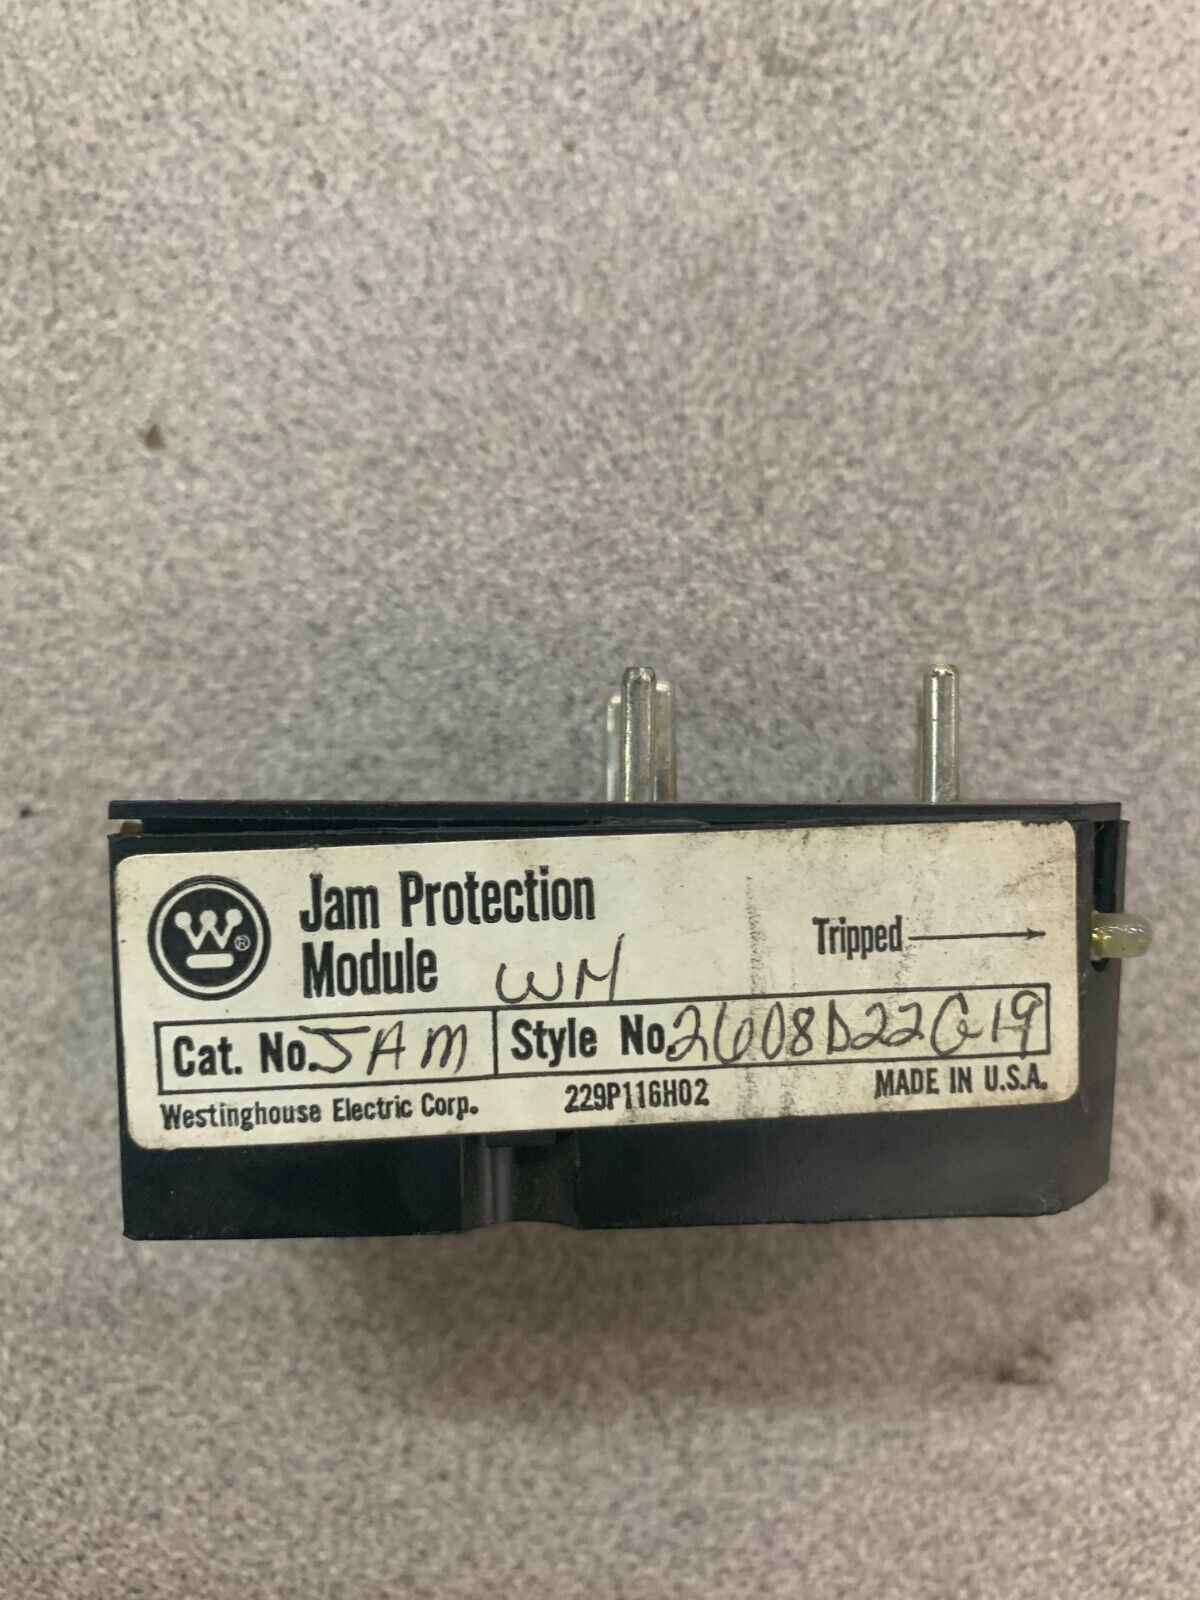 W®
Jam Protection
Module WM
Tripped
Cat. No. JAM Style No. 2608D22G19
Westinghouse Electric Corp. 229P116H02 MADE IN U.S.A.